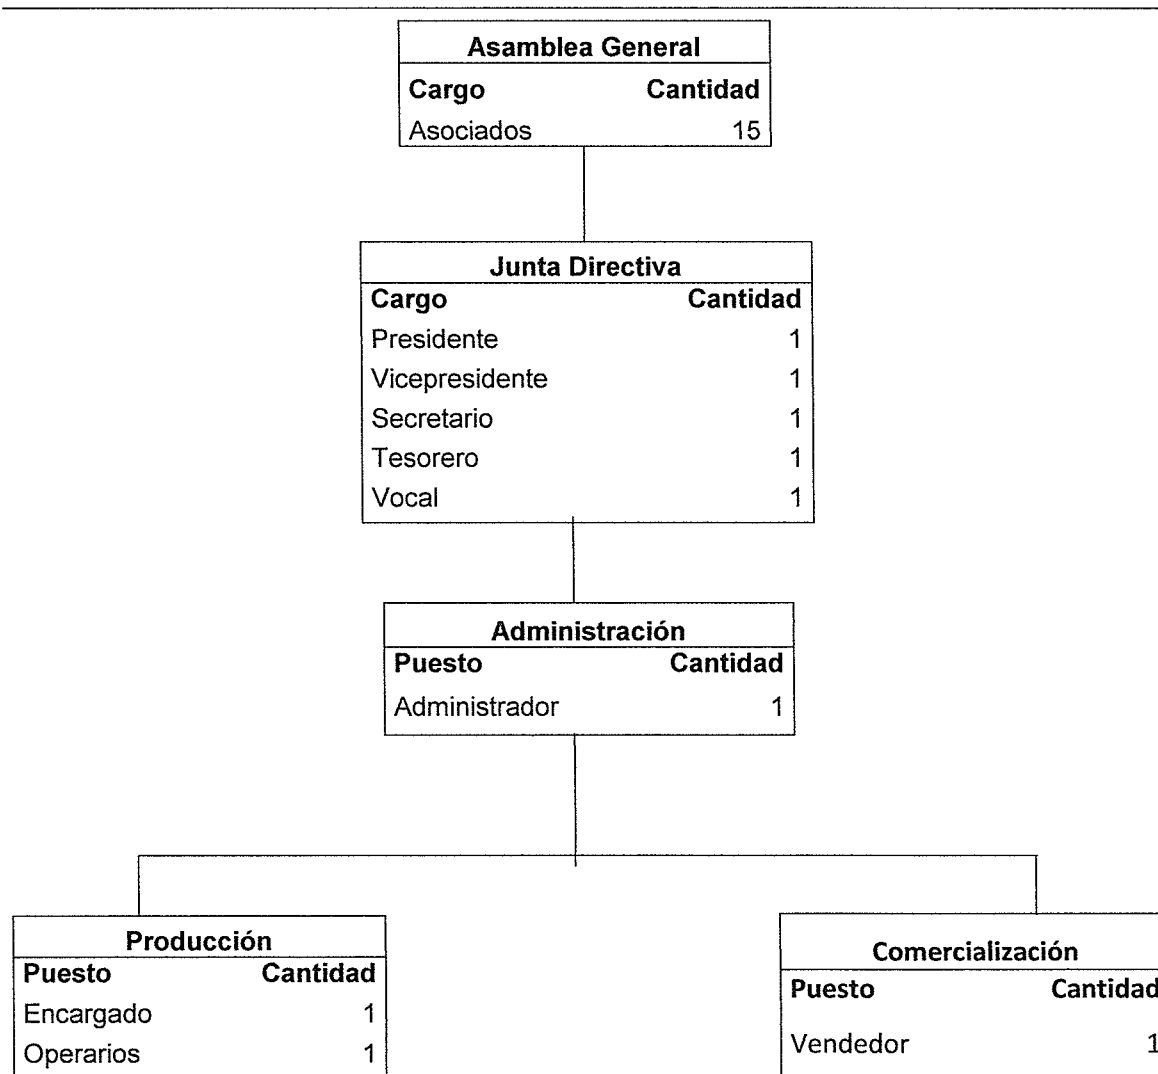 Asamblea General
Cargo Cantidad
Asociados 15
Junta Directiva
Cargo Cantidad
Presidente 1
Vicepresidente 1
Secretario 1
Tesorero 1
Vocal 1
Administración
Puesto Cantidad
Administrador 1
Producción
Puesto Cantidad
Encargado 1
Operarios 1
Comercialización
Puesto Cantidad
Vendedor 1